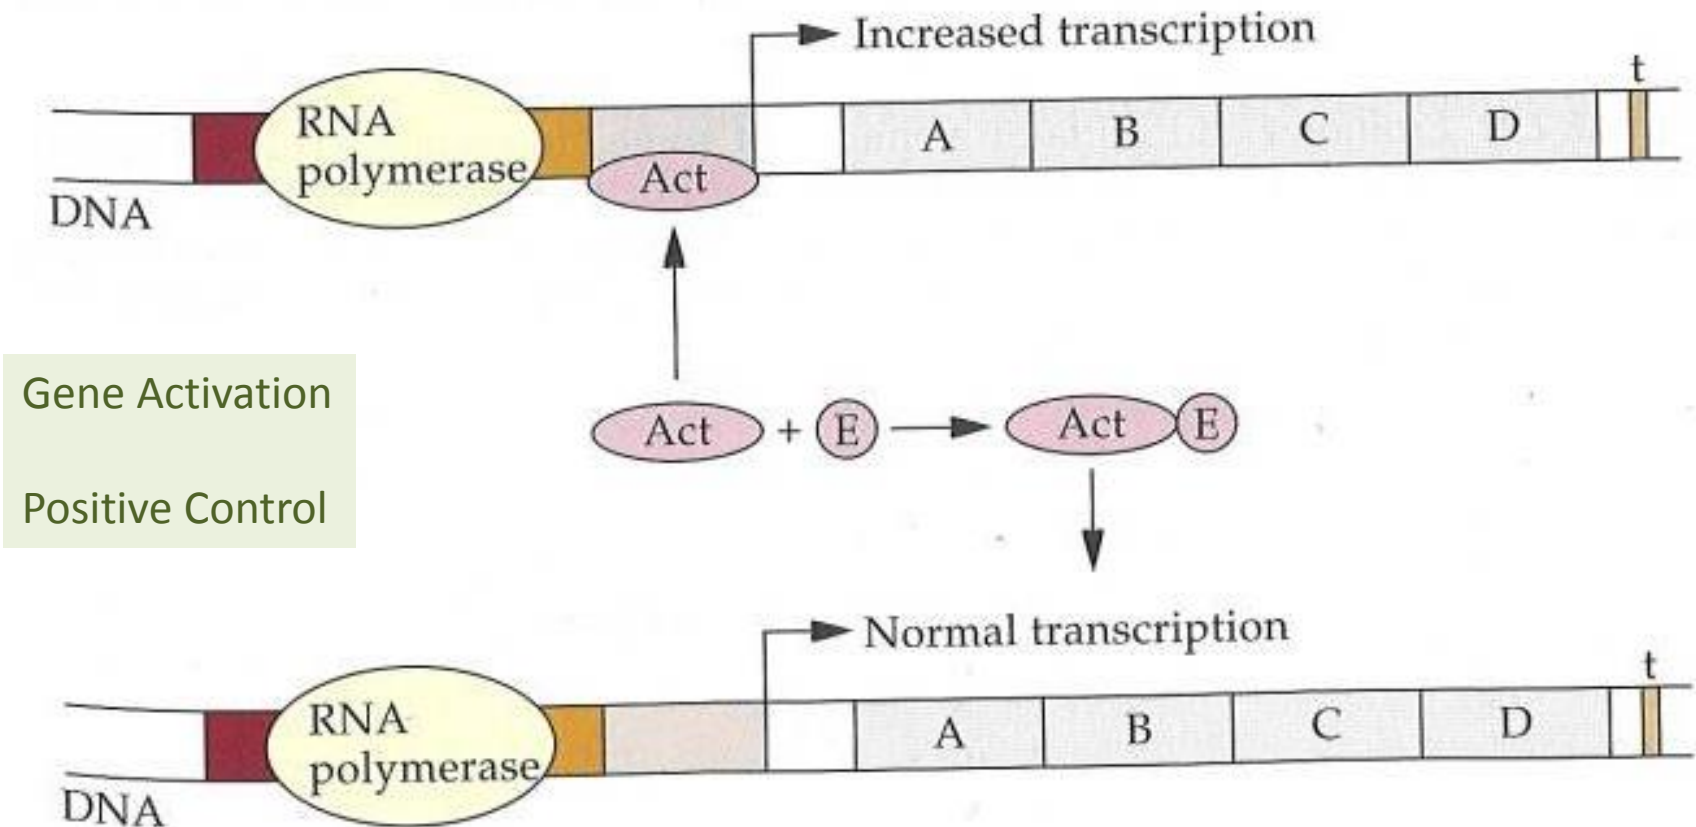 Increased transcription
t
RNA
polymerase
A B C D
Act
DNA
Gene Activation
Positive Control
Act + E Act E
Normal transcription
t
RNA
polymerase
A B C D
DNA